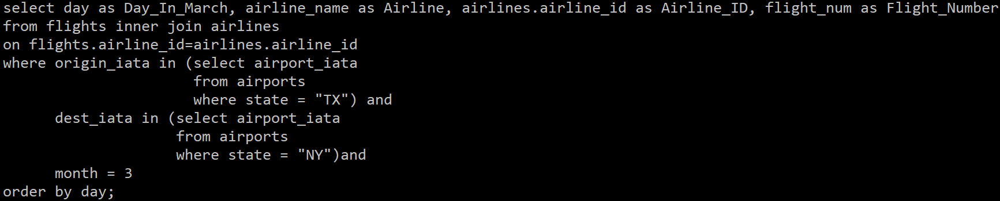 select day as Day_In_March, airline_name as Airline, airlines.airline_id as Airline_ID, flight_num as Flight_Number
from flights inner join airlines
on flights.airline_id=airlines.airline_id
where origin_iata in (select airport_iata
                      from airports
                      where state = "TX") and
      dest_iata in (select airport_iata
                    from airports
                    where state = "NY")and
      month = 3
order by day;